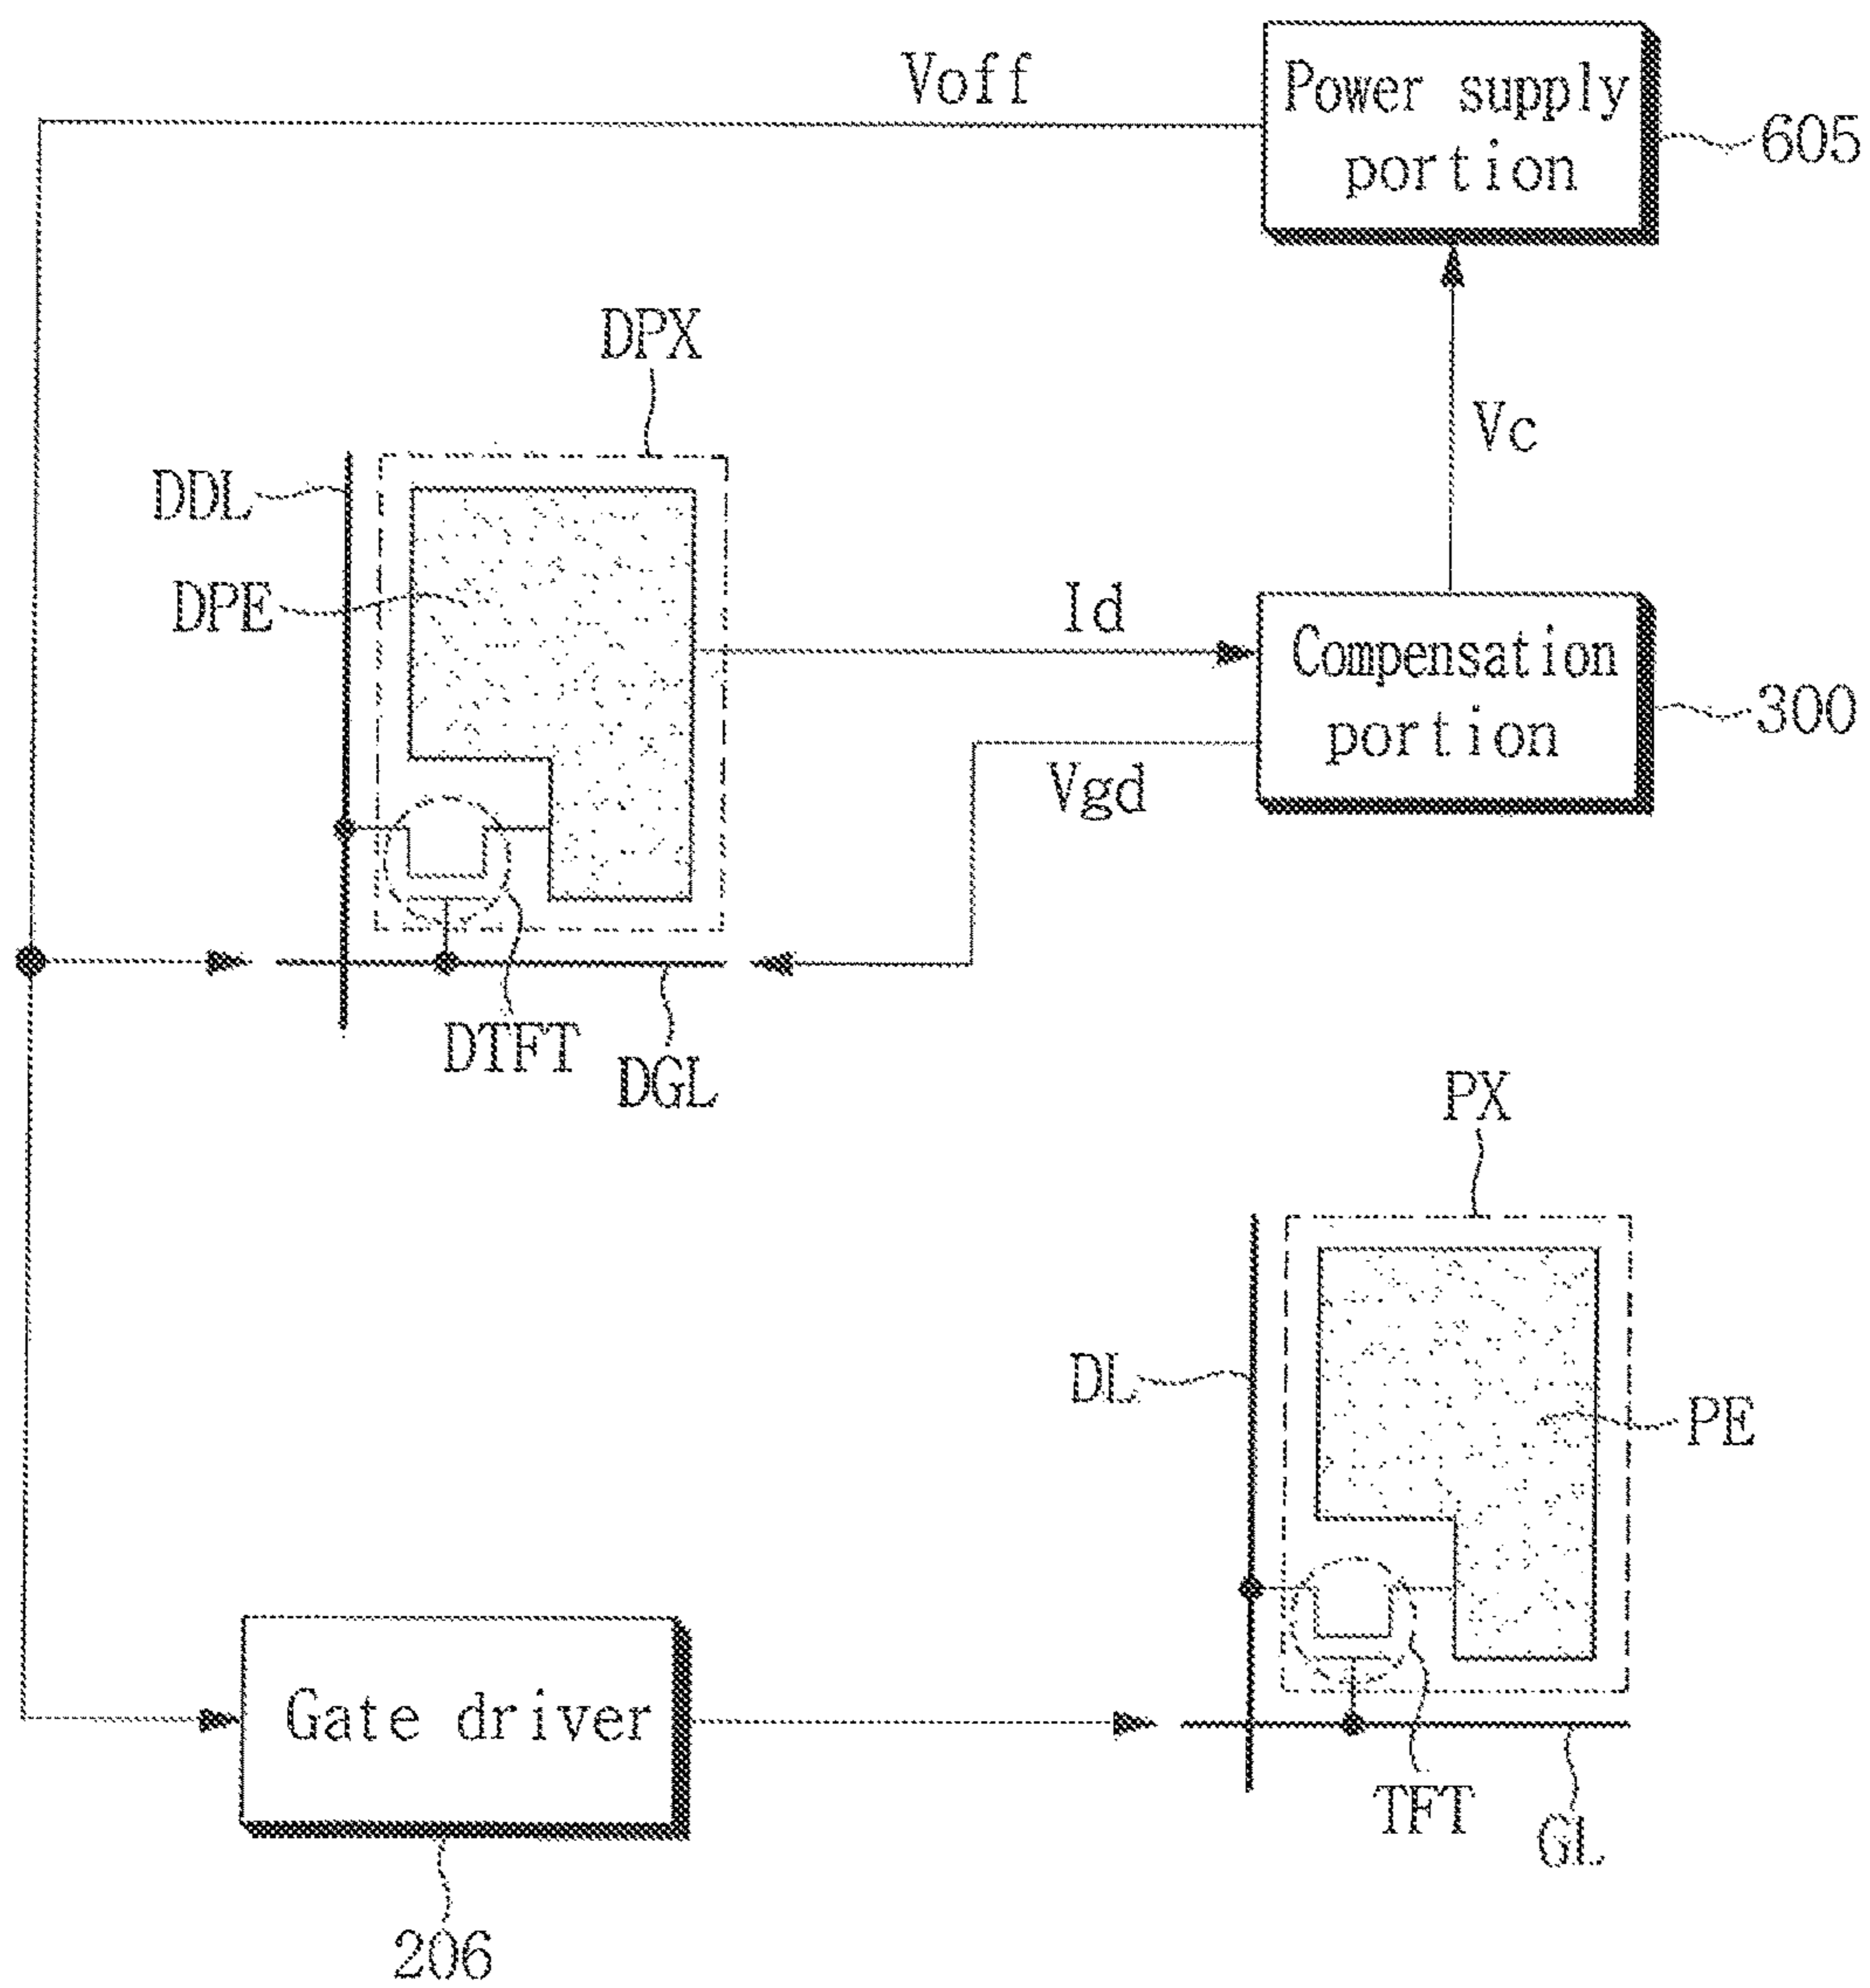 Voff
Power supply
portion
605
DPX
Vc
DDL
DPE
Id
Compensation
portion
300
Vgd
DTFT
DGL
PX
DL
PE
Gate driver
TFT
GL
206